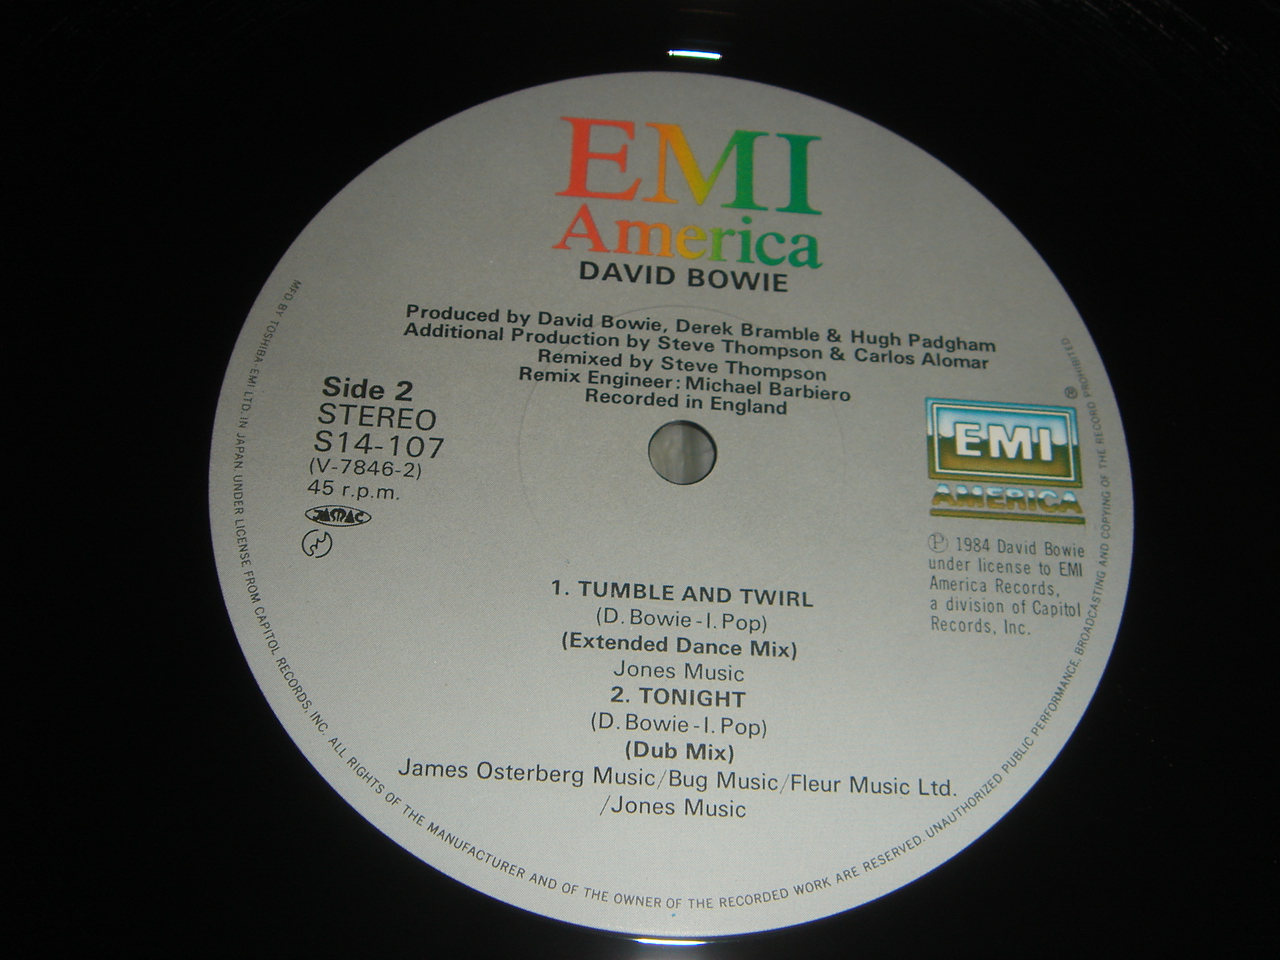 EMI
America
DAVID BOWIE
Produced by David Bowie, Derek Bramble & Hugh Padgham
Additional Production by Steve Thompson & Carlos Alomar
Remixed by Steve Thompson
Remix Engineer: Michael Barbiero
Recorded in England
Side 2
STEREO
S14-107
(V-7846-2)
45 r.p.m.
JASRAC
EMI
AMERICA
Ⓟ 1984 David Bowie
under license to EMI
America Records,
a division of Capitol
Records, Inc.
1. TUMBLE AND TWIRL
(D. Bowie - I. Pop)
(Extended Dance Mix)
Jones Music
2. TONIGHT
(D. Bowie - I. Pop)
(Dub Mix)
James Osterberg Music/Bug Music/Fleur Music Ltd.
/Jones Music
MFD. BY TOSHIBA-EMI LTD. IN JAPAN UNDER LICENSE FROM CAPITOL RECORDS, INC. ALL RIGHTS OF THE MANUFACTURER AND OF THE OWNER OF THE RECORDED WORK ARE RESERVED. UNAUTHORIZED PUBLIC PERFORMANCE, BROADCASTING AND COPYING OF THE RECORD PROHIBITED.